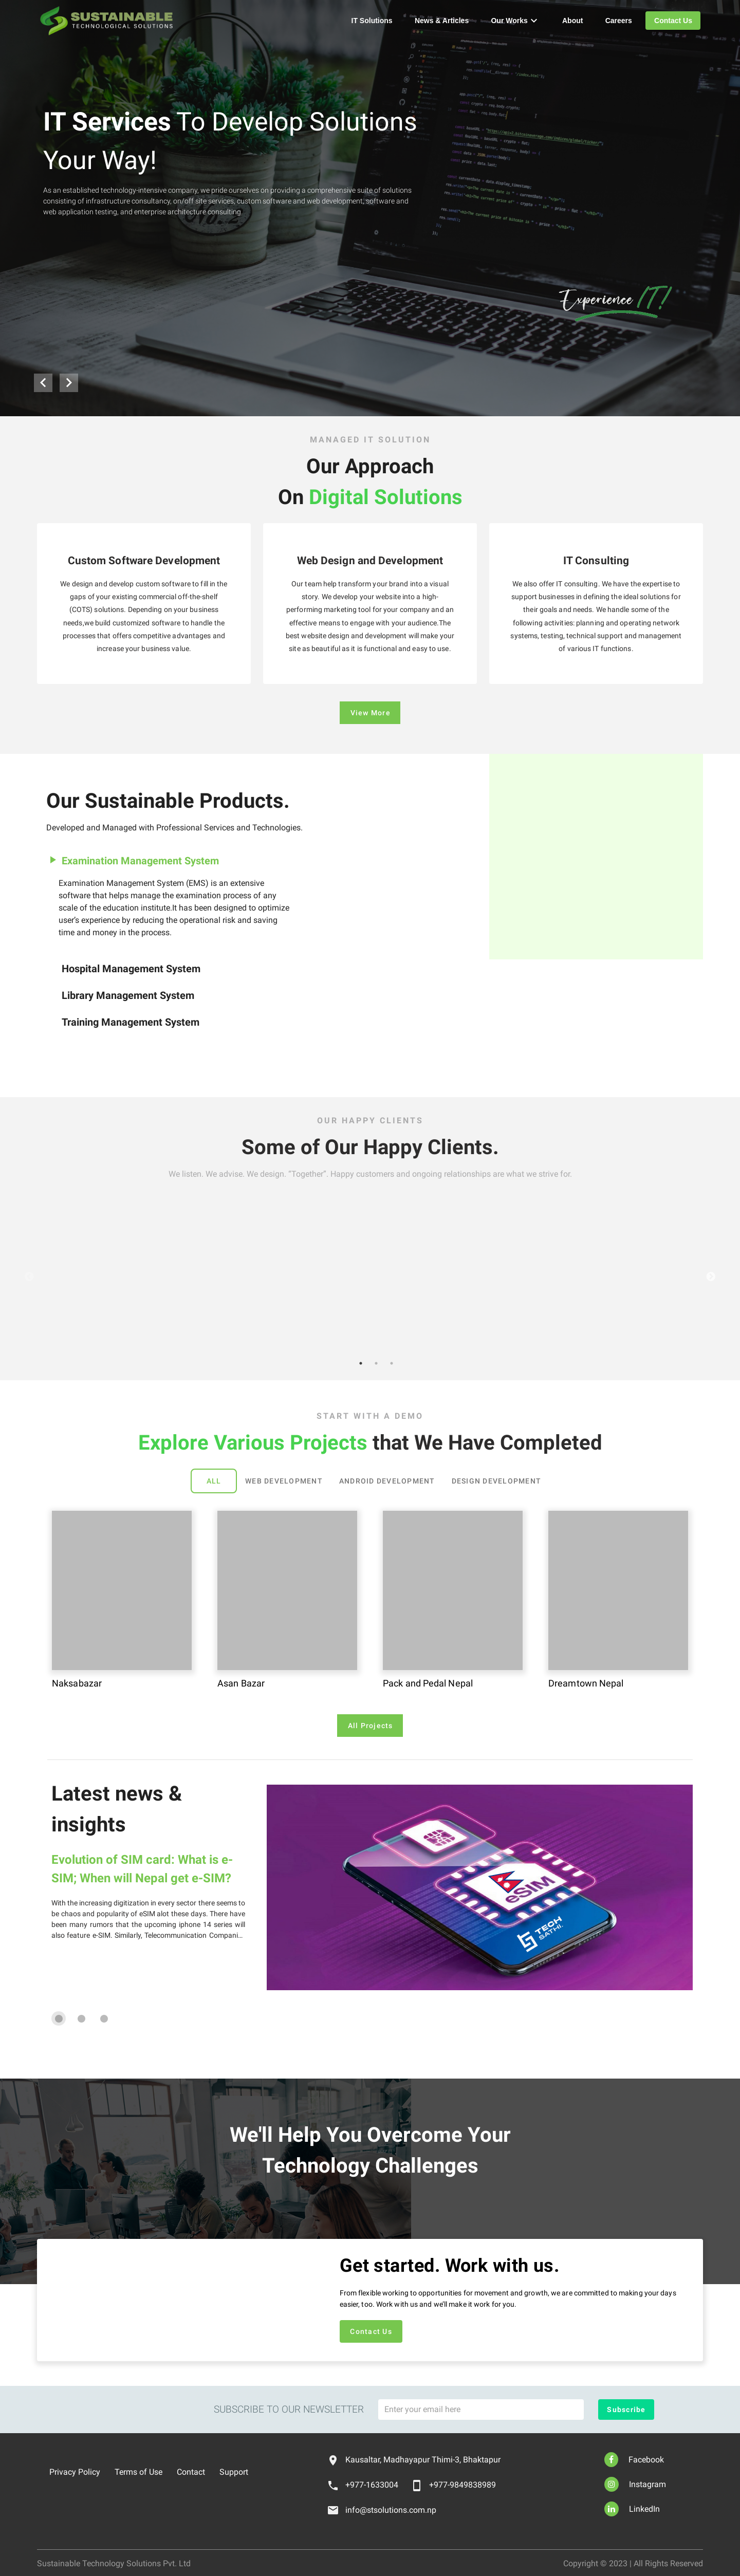 SUSTAINABLE
TECHNOLOGICAL SOLUTIONS
IT Solutions
News & Articles
Our Works
About
Careers
Contact Us
IT Services To Develop Solutions
Your Way!
As an established technology-intensive company, we pride ourselves on providing a comprehensive suite of solutions
consisting of infrastructure consultancy, on/off site services, custom software and web development, software and
web application testing, and enterprise architecture consulting.
No.2
Experience IT!
MANAGED IT SOLUTION
Our Approach
On Digital Solutions
Custom Software Development
We design and develop custom software to fill in the
gaps of your existing commercial off-the-shelf
(COTS) solutions. Depending on your business
needs,we build customized software to handle the
processes that offers competitive advantages and
increase your business value.
Web Design and Development
Our team help transform your brand into a visual
story. We develop your website into a high-
performing marketing tool for your company and an
effective means to engage with your audience.The
best website design and development will make your
site as beautiful as it is functional and easy to use.
IT Consulting
We also offer IT consulting. We have the expertise to
support businesses in defining the ideal solutions for
their goals and needs. We handle some of the
following activities: planning and operating network
systems, testing, technical support and management
of various IT functions.
View More
Our Sustainable Products.
Developed and Managed with Professional Services and Technologies.
Examination Management System
Examination Management System (EMS) is an extensive
software that helps manage the examination process of any
scale of the education institute.It has been designed to optimize
user's experience by reducing the operational risk and saving
time and money in the process.
Hospital Management System
Library Management System
Training Management System
OUR HAPPY CLIENTS
Some of Our Happy Clients.
We listen. We advise. We design. "Together". Happy customers and ongoing relationships are what we strive for.
START WITH A DEMO
Explore Various Projects that We Have Completed
ALL
WEB DEVELOPMENT
ANDROID DEVELOPMENT
DESIGN DEVELOPMENT
Naksabazar
Asan Bazar
Pack and Pedal Nepal
Dreamtown Nepal
All Projects
Latest news &
insights
Evolution of SIM card: What is e-
SIM; When will Nepal get e-SIM?
With the increasing digitization in every sector there seems to
be chaos and popularity of eSIM alot these days. There have
been many rumors that the upcoming iphone 14 series will
also feature e-SIM. Similarly, Telecommunication Compani...
eSIM
TECH
SATHI.
We'll Help You Overcome Your
Technology Challenges
Get started. Work with us.
From flexible working to opportunities for movement and growth, we are committed to making your days
easier, too. Work with us and we'll make it work for you.
Contact Us
SUBSCRIBE TO OUR NEWSLETTER
Enter your email here
Subscribe
Privacy Policy
Terms of Use
Contact
Support
Kausaltar, Madhayapur Thimi-3, Bhaktapur
+977-1633004
+977-9849838989
info@stsolutions.com.np
Facebook
Instagram
LinkedIn
Sustainable Technology Solutions Pvt. Ltd
Copyright © 2023 | All Rights Reserved